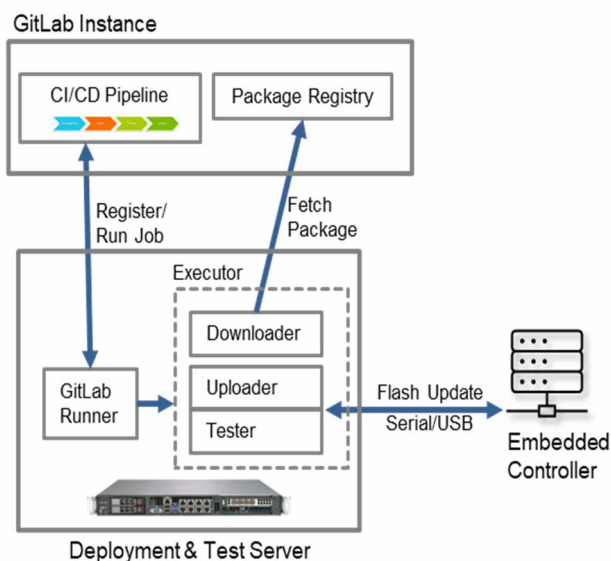 GitLab Instance
CI/CD Pipeline
Package Registry
Register/
Run Job
Fetch
Package
Executor
Downloader
GitLab
Runner
Uploader
Tester
Flash Update
Serial/USB
Embedded
Controller
Deployment & Test Server